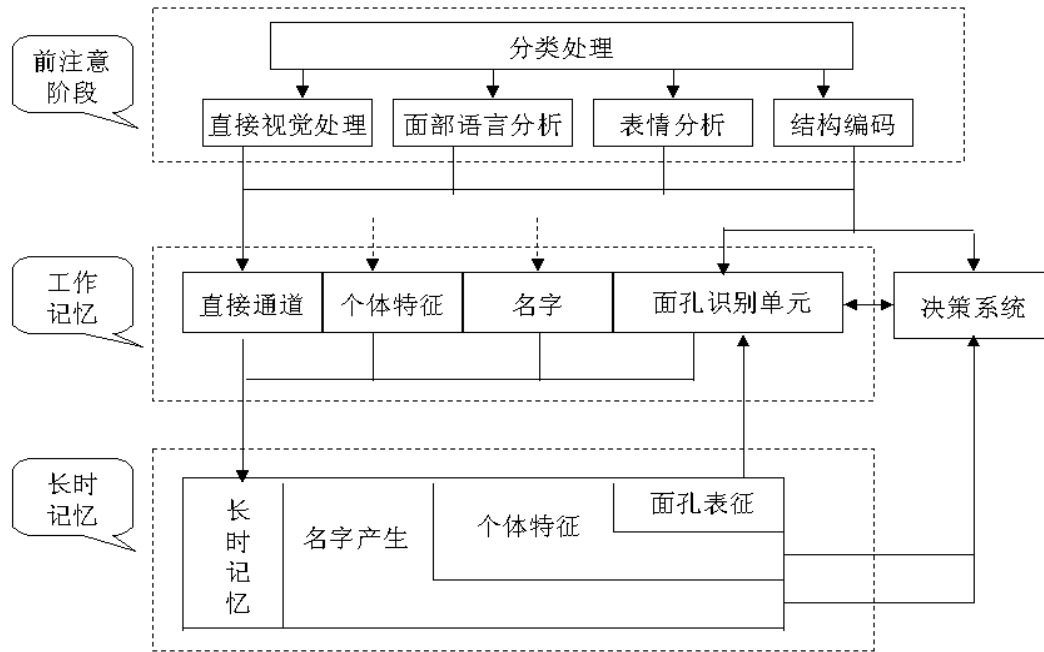 前注意
阶段
分类处理
直接视觉处理
面部语言分析
表情分析
结构编码
工作
记忆
直接通道
个体特征
名字
面孔识别单元
决策系统
长时
记忆
长
时
记
忆
名字产生
个体特征
面孔表征